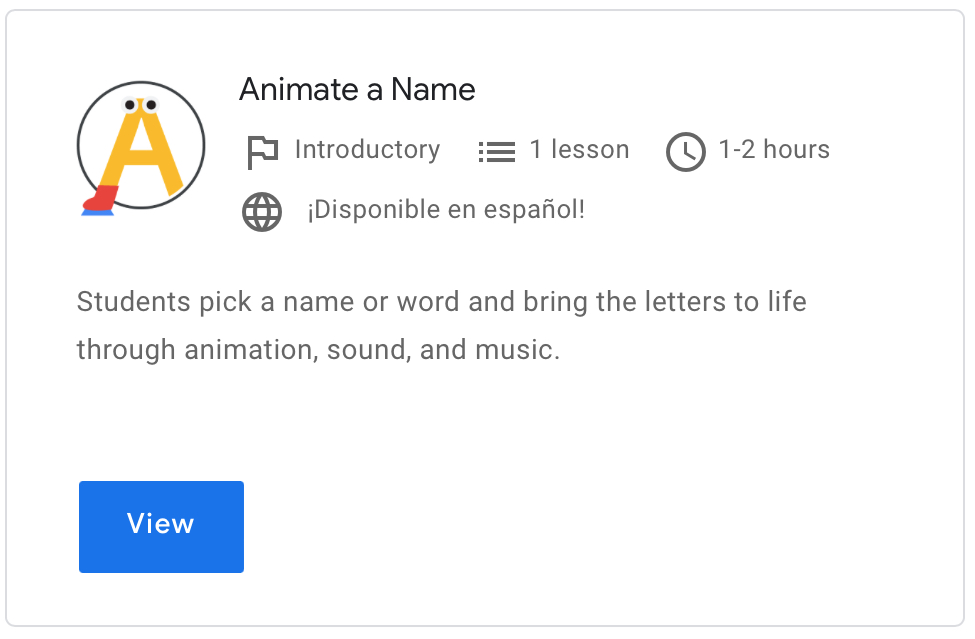 A
Animate a Name
Introductory 1 lesson 1-2 hours
¡Disponible en español!
Students pick a name or word and bring the letters to life
through animation, sound, and music.
View